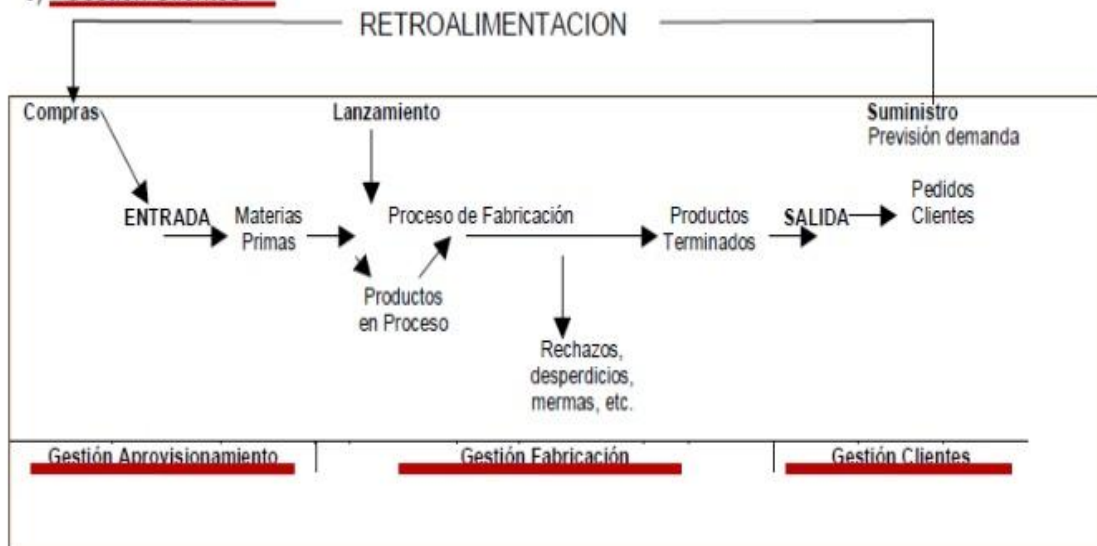 RETROALIMENTACION
Compras
Lanzamiento
Suministro
Previsión demanda
ENTRADA
Materias
Primas
Proceso de Fabricación
Productos
Terminados
SALIDA
Pedidos
Clientes
Productos
en Proceso
Rechazos,
desperdicios,
mermas, etc.
Gestión Aprovisionamiento
Gestión Fabricación
Gestión Clientes